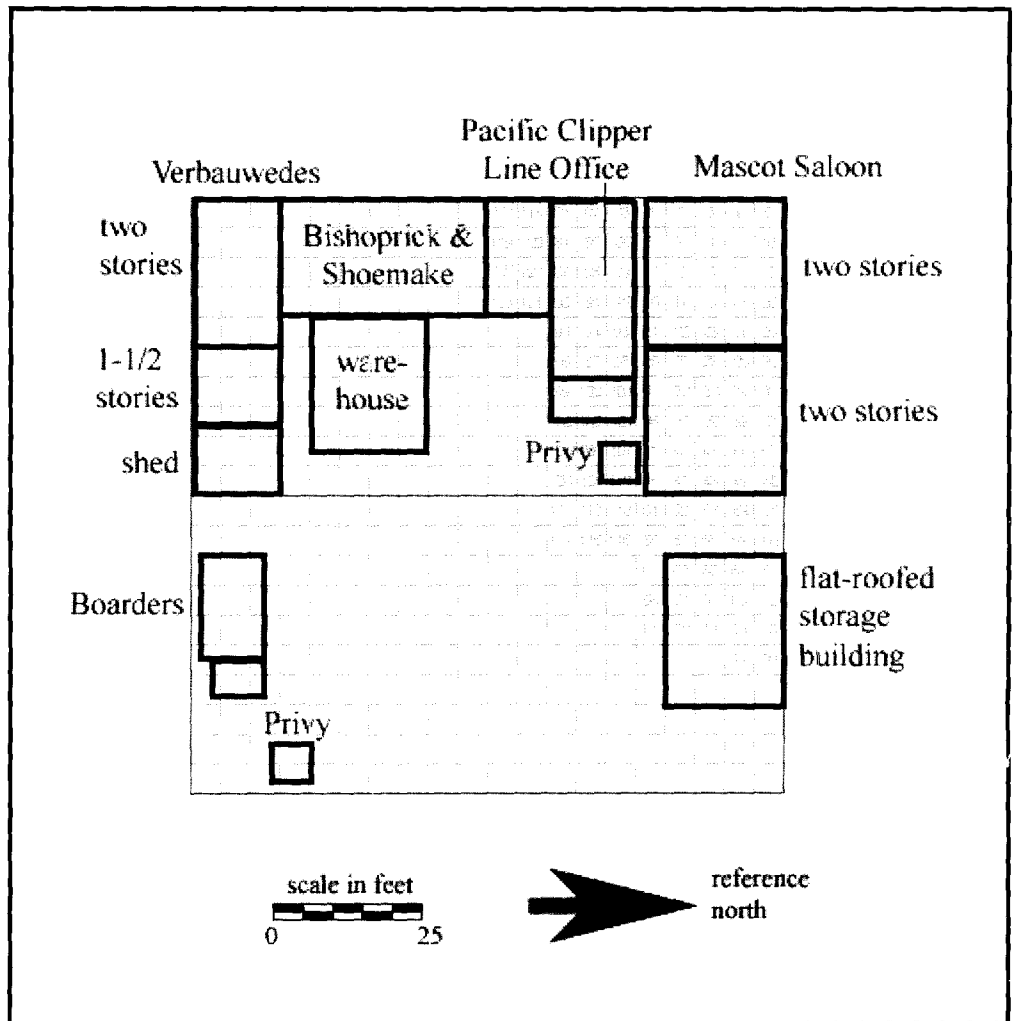 Pacific Clipper
Line Office
Verbauwedes
Mascot Saloon
two
stories
Bishoprick &
Shoemake
two stories
1-1/2
stories
ware-
house
two stories
shed
Privy
Boarders
flat-roofed
storage
building
Privy
scale in feet
0 25
reference
north